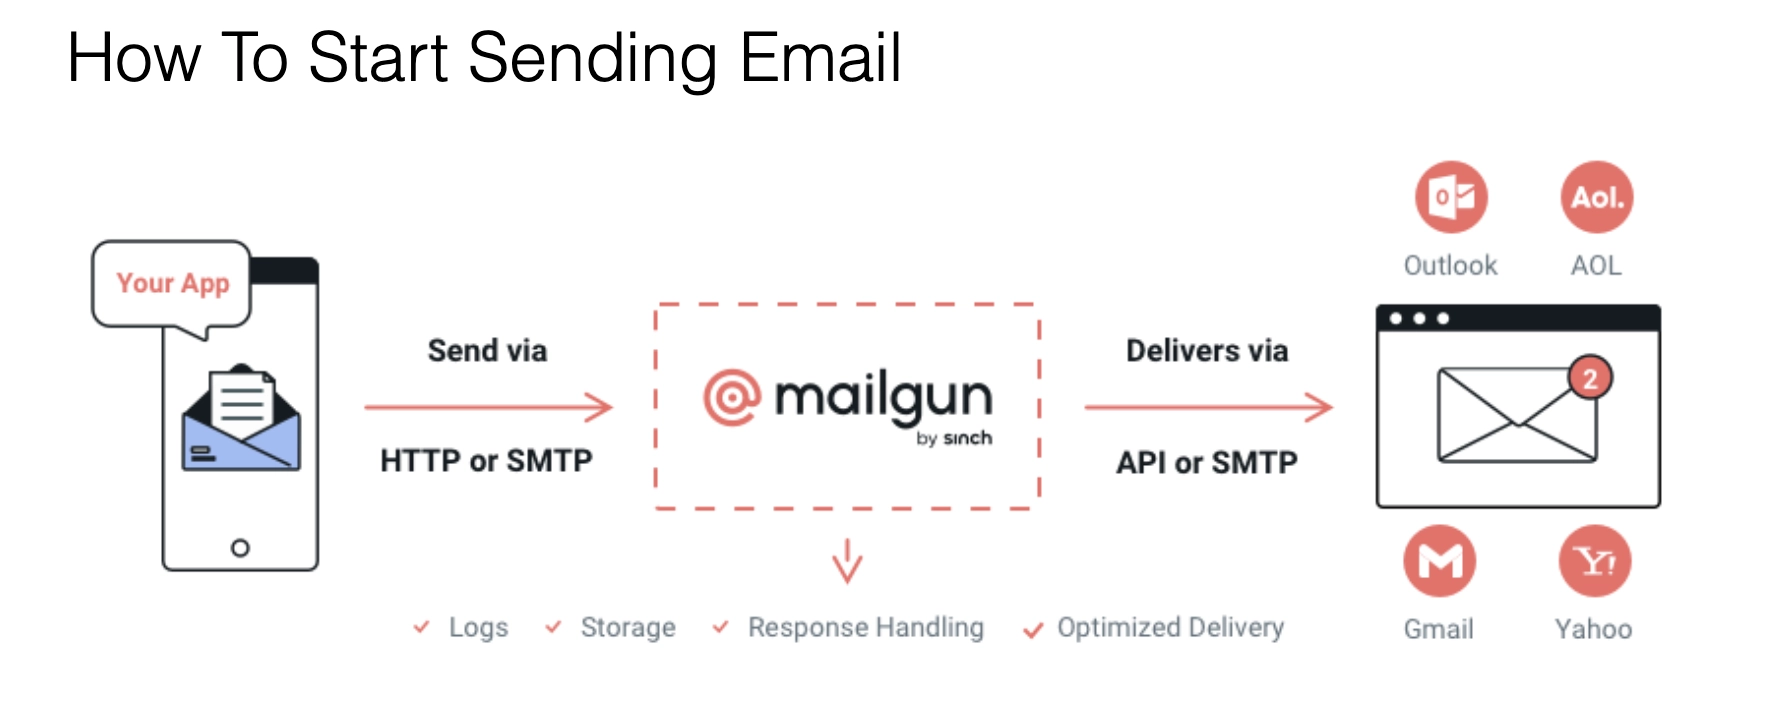 How To Start Sending Email
Your App
Send via
HTTP or SMTP
mailgun
by sinch
Logs
Storage
Response Handling
Optimized Delivery
Delivers via
API or SMTP
Aol.
Outlook
AOL
2
Gmail
Yahoo